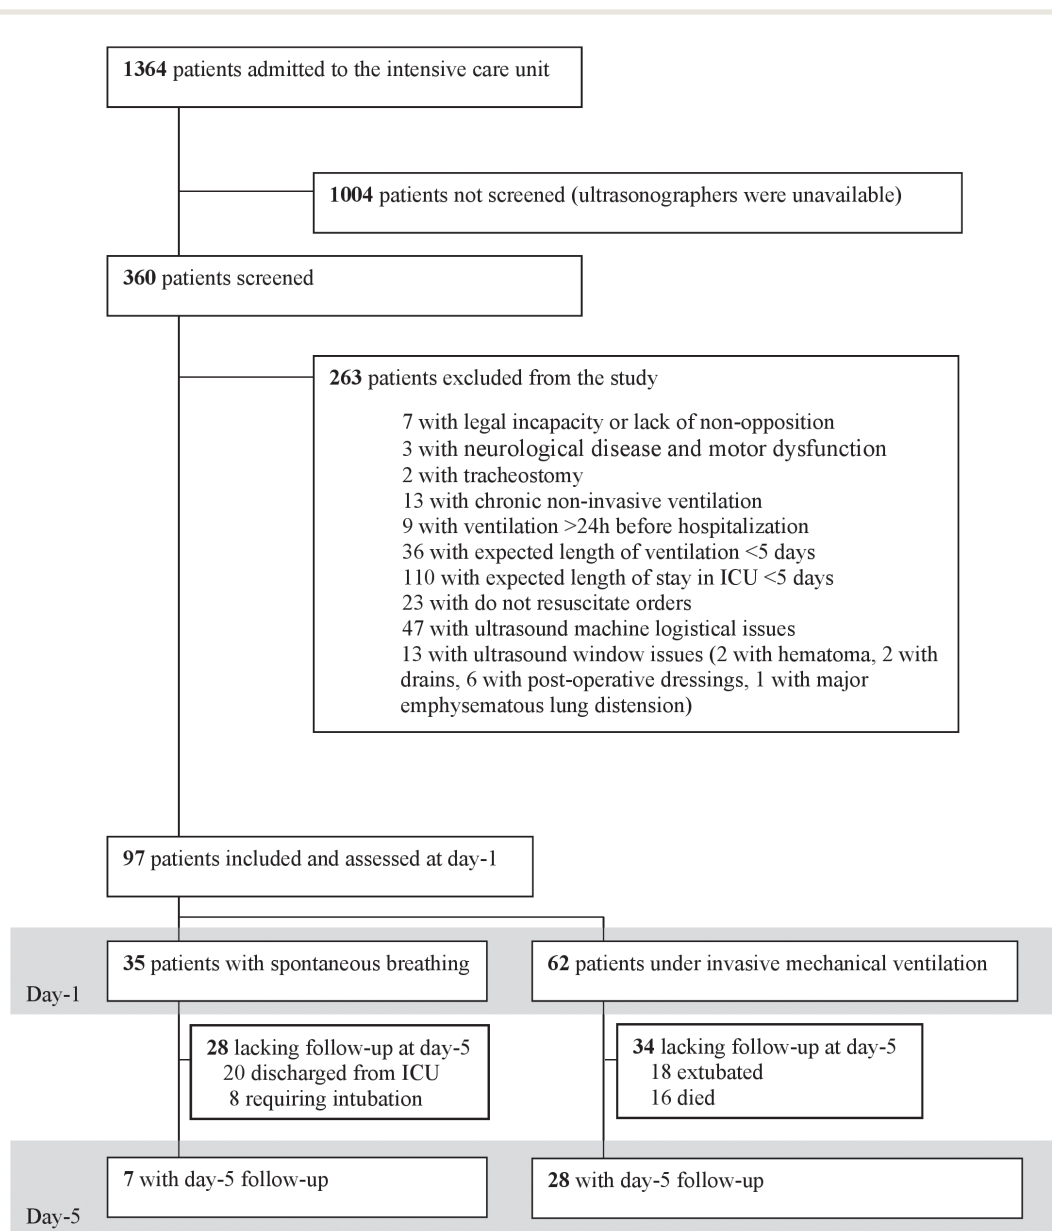 1364 patients admitted to the intensive care unit
1004 patients not screened (ultrasonographers were unavailable)
360 patients screened
263 patients excluded from the study
7 with legal incapacity or lack of non-opposition
3 with neurological disease and motor dysfunction
2 with tracheostomy
13 with chronic non-invasive ventilation
9 with ventilation >24h before hospitalization
36 with expected length of ventilation <5 days
110 with expected length of stay in ICU <5 days
23 with do not resuscitate orders
47 with ultrasound machine logistical issues
13 with ultrasound window issues (2 with hematoma, 2 with
drains, 6 with post-operative dressings, 1 with major
emphysematous lung distension)
97 patients included and assessed at day-1
35 patients with spontaneous breathing
62 patients under invasive mechanical ventilation
Day-1
28 lacking follow-up at day-5
20 discharged from ICU
8 requiring intubation
34 lacking follow-up at day-5
18 extubated
16 died
7 with day-5 follow-up
28 with day-5 follow-up
Day-5